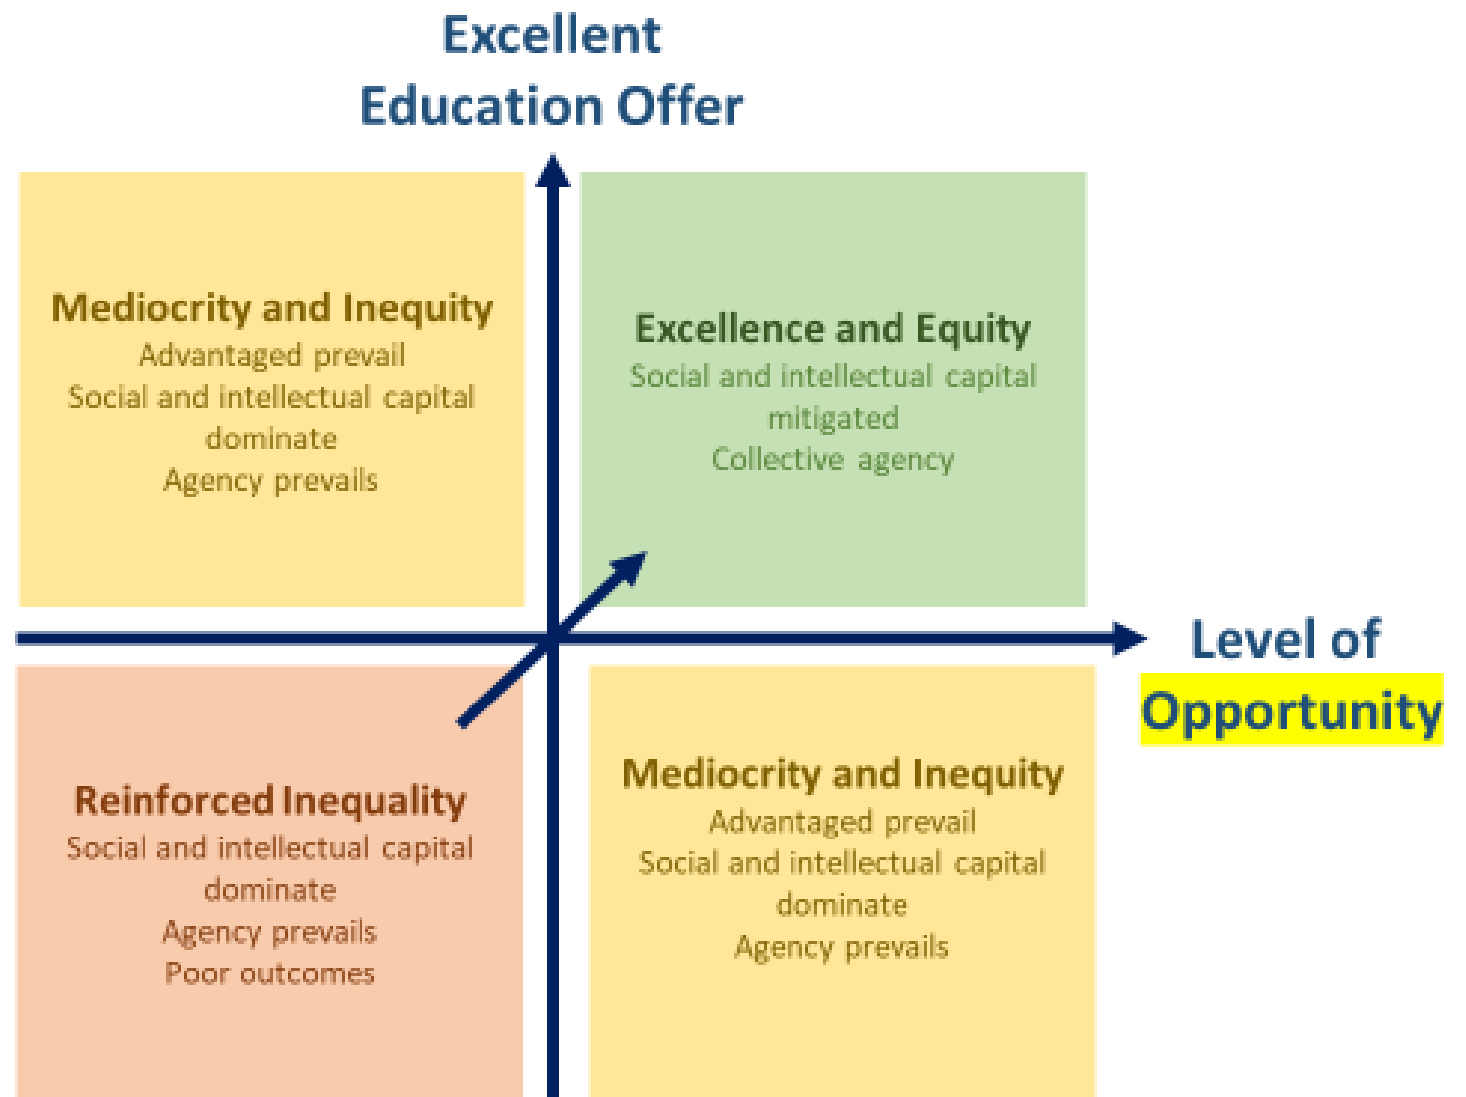 Excellent
Education Offer
Mediocrity and Inequity
Advantaged prevail
Social and intellectual capital
dominate
Agency prevails
Excellence and Equity
Social and intellectual capital
mitigated
Collective agency
Level of
Opportunity
Reinforced Inequality
Social and intellectual capital
dominate
Agency prevails
Poor outcomes
Mediocrity and Inequity
Advantaged prevail
Social and intellectual capital
dominate
Agency prevails